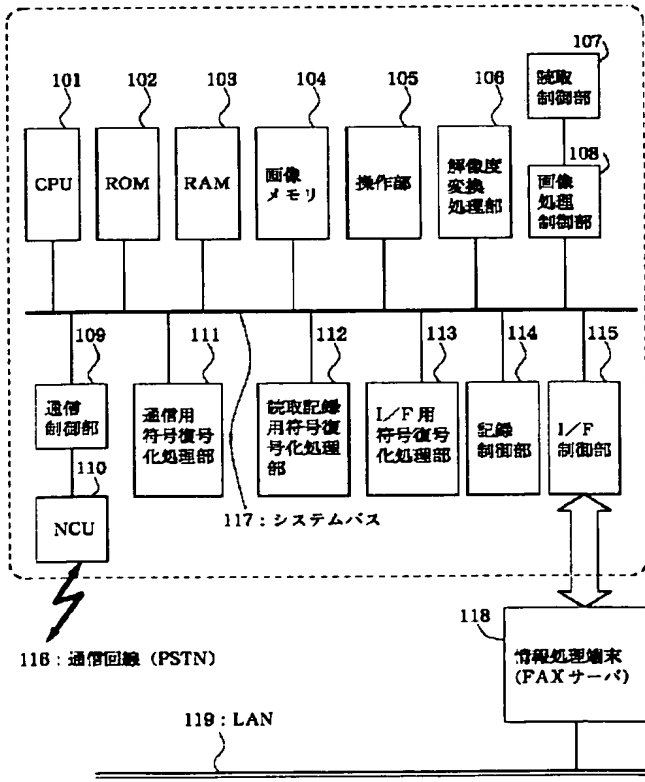 107
101
102
103
104
105
106
読取
制御部
108
CPU
ROM
RAM
画像
メモリ
操作部
解像度
変換
処理部
画像
処理
制御部
109
111
112
113
114
115
通信
制御部
通信用
符号復号
化処理部
読取記録
用符号復
号化処理
部
I/F用
符号復号
化処理部
記録
制御部
I/F
制御部
110
NCU
117:システムバス
116:通信回線 (PSTN)
118
情報処理端末
(FAXサーバ)
119:LAN